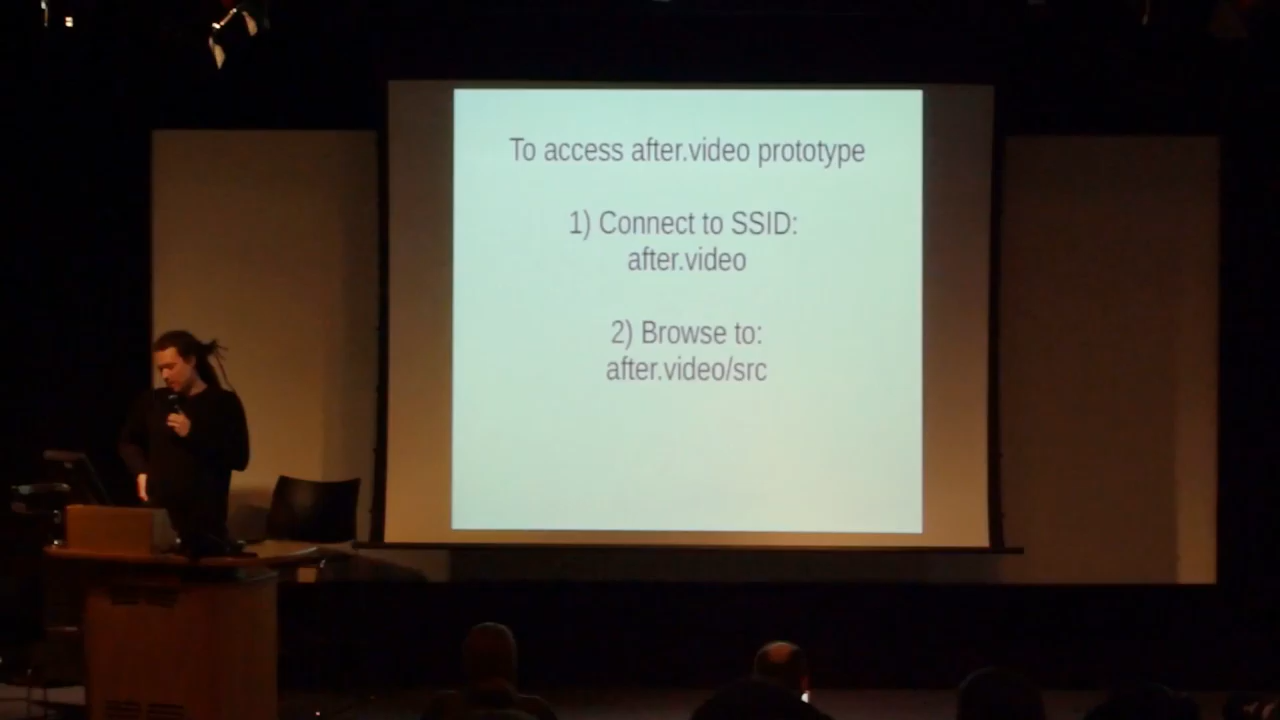 To access after.video prototype
1) Connect to SSID:
after.video
2) Browse to:
after.video/src